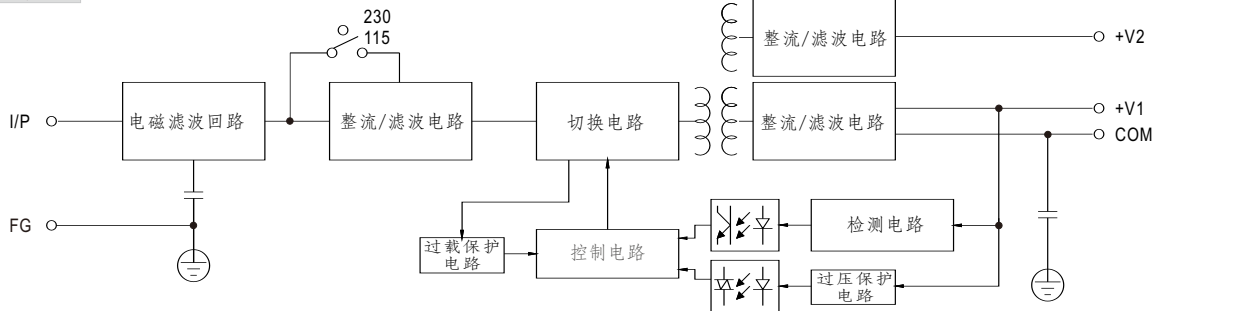 230
115
整流/滤波电路
+V2
I/P
电磁滤波回路
整流/滤波电路
切换电路
整流/滤波电路
+V1
COM
FG
过载保护
电路
控制电路
检测电路
过压保护
电路